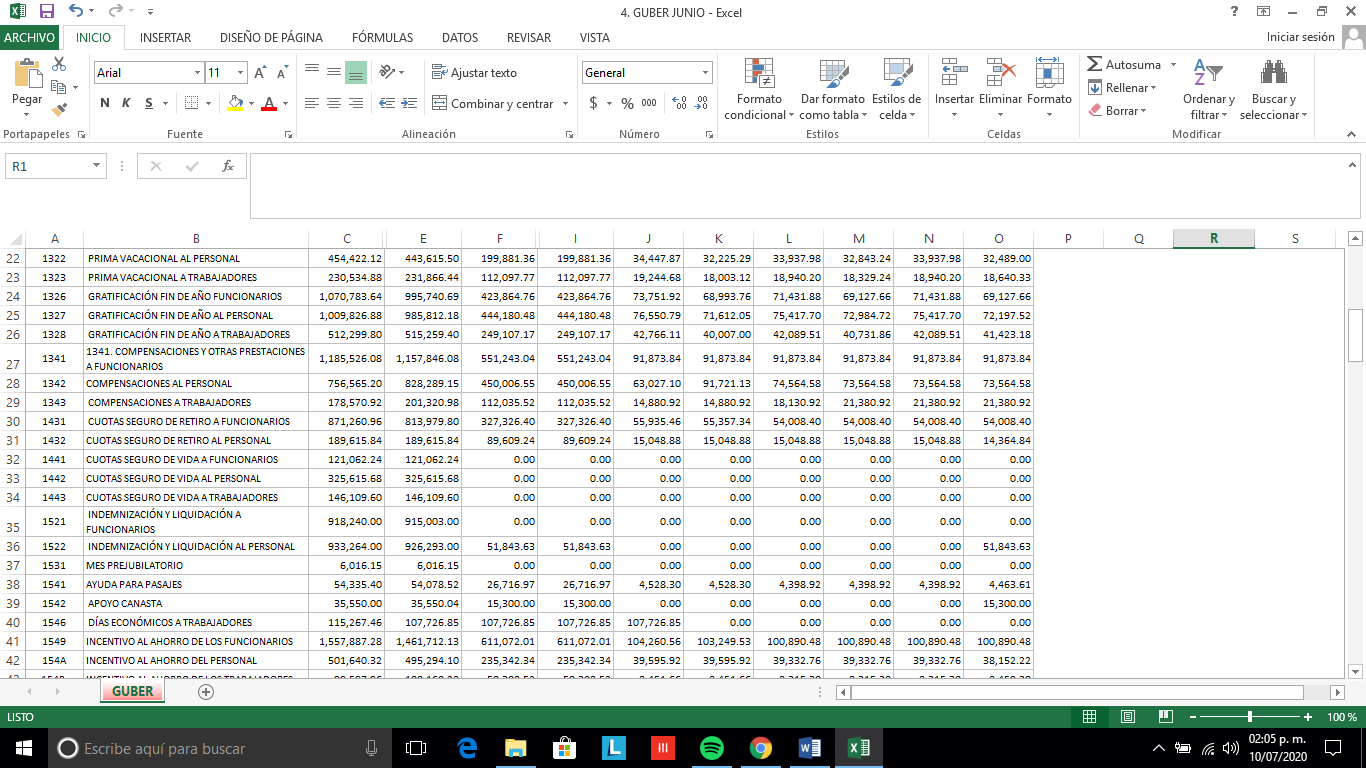 4. GUBER JUNIO - Excel
ARCHIVO INICIO INSERTAR DISEÑO DE PÁGINA FÓRMULAS DATOS REVISAR VISTA Iniciar sesión
Arial 11 Ajustar texto General Autosuma
Pegar Rellenar
N K S Combinar y centrar $ % 000 Formato condicional Dar formato como tabla Estilos de celda Insertar Eliminar Formato Borrar Ordenar y filtrar Buscar y seleccionar
Portapapeles Fuente Alineación Número Estilos Celdas Modificar
R1 fx
A B C E F I J K L M N O P Q R S
22 1322 PRIMA VACACIONAL AL PERSONAL 454,422.12 443,615.50 199,881.36 199,881.36 34,447.87 32,225.29 33,937.98 32,843.24 33,937.98 32,489.00
23 1323 PRIMA VACACIONAL A TRABAJADORES 230,534.88 231,866.44 112,097.77 112,097.77 19,244.68 18,003.12 18,940.20 18,329.24 18,940.20 18,640.33
24 1326 GRATIFICACIÓN FIN DE AÑO FUNCIONARIOS 1,070,783.64 995,740.69 423,864.76 423,864.76 73,751.92 68,993.76 71,431.88 69,127.66 71,431.88 69,127.66
25 1327 GRATIFICACIÓN FIN DE AÑO AL PERSONAL 1,009,826.88 985,812.18 444,180.48 444,180.48 76,550.79 71,612.05 75,417.70 72,984.72 75,417.70 72,197.52
26 1328 GRATIFICACIÓN FIN DE AÑO A TRABAJADORES 512,299.80 515,259.40 249,107.17 249,107.17 42,766.11 40,007.00 42,089.51 40,731.86 42,089.51 41,423.18
27 1341 1341. COMPENSACIONES Y OTRAS PRESTACIONES
A FUNCIONARIOS 1,185,526.08 1,157,846.08 551,243.04 551,243.04 91,873.84 91,873.84 91,873.84 91,873.84 91,873.84 91,873.84
28 1342 COMPENSACIONES AL PERSONAL 756,565.20 828,289.15 450,006.55 450,006.55 63,027.10 91,721.13 74,564.58 73,564.58 73,564.58 73,564.58
29 1343 COMPENSACIONES A TRABAJADORES 178,570.92 201,320.98 112,035.52 112,035.52 14,880.92 14,880.92 18,130.92 21,380.92 21,380.92 21,380.92
30 1431 CUOTAS SEGURO DE RETIRO A FUNCIONARIOS 871,260.96 813,979.80 327,326.40 327,326.40 55,935.46 55,357.34 54,008.40 54,008.40 54,008.40 54,008.40
31 1432 CUOTAS SEGURO DE RETIRO AL PERSONAL 189,615.84 189,615.84 89,609.24 89,609.24 15,048.88 15,048.88 15,048.88 15,048.88 15,048.88 14,364.84
32 1441 CUOTAS SEGURO DE VIDA A FUNCIONARIOS 121,062.24 121,062.24 0.00 0.00 0.00 0.00 0.00 0.00 0.00 0.00
33 1442 CUOTAS SEGURO DE VIDA AL PERSONAL 325,615.68 325,615.68 0.00 0.00 0.00 0.00 0.00 0.00 0.00 0.00
34 1443 CUOTAS SEGURO DE VIDA A TRABAJADORES 146,109.60 146,109.60 0.00 0.00 0.00 0.00 0.00 0.00 0.00 0.00
35 1521 INDEMNIZACIÓN Y LIQUIDACIÓN A
FUNCIONARIOS 918,240.00 915,003.00 0.00 0.00 0.00 0.00 0.00 0.00 0.00 0.00
36 1522 INDEMNIZACIÓN Y LIQUIDACIÓN AL PERSONAL 933,264.00 926,293.00 51,843.63 51,843.63 0.00 0.00 0.00 0.00 0.00 51,843.63
37 1531 MES PREJUBILATORIO 6,016.15 6,016.15 0.00 0.00 0.00 0.00 0.00 0.00 0.00 0.00
38 1541 AYUDA PARA PASAJES 54,335.40 54,078.52 26,716.97 26,716.97 4,528.30 4,528.30 4,398.92 4,398.92 4,398.92 4,463.61
39 1542 APOYO CANASTA 35,550.00 35,550.04 15,300.00 15,300.00 0.00 0.00 0.00 0.00 0.00 15,300.00
40 1546 DÍAS ECONÓMICOS A TRABAJADORES 115,267.46 107,726.85 107,726.85 107,726.85 107,726.85 0.00 0.00 0.00 0.00 0.00
41 1549 INCENTIVO AL AHORRO DE LOS FUNCIONARIOS 1,557,887.28 1,461,712.13 611,072.01 611,072.01 104,260.56 103,249.53 100,890.48 100,890.48 100,890.48 100,890.48
42 154A INCENTIVO AL AHORRO DEL PERSONAL 501,640.32 495,294.10 235,342.34 235,342.34 39,595.92 39,595.92 39,332.76 39,332.76 39,332.76 38,152.22
GUBER
LISTO 100 %
Escribe aquí para buscar
02:05 p. m.
10/07/2020